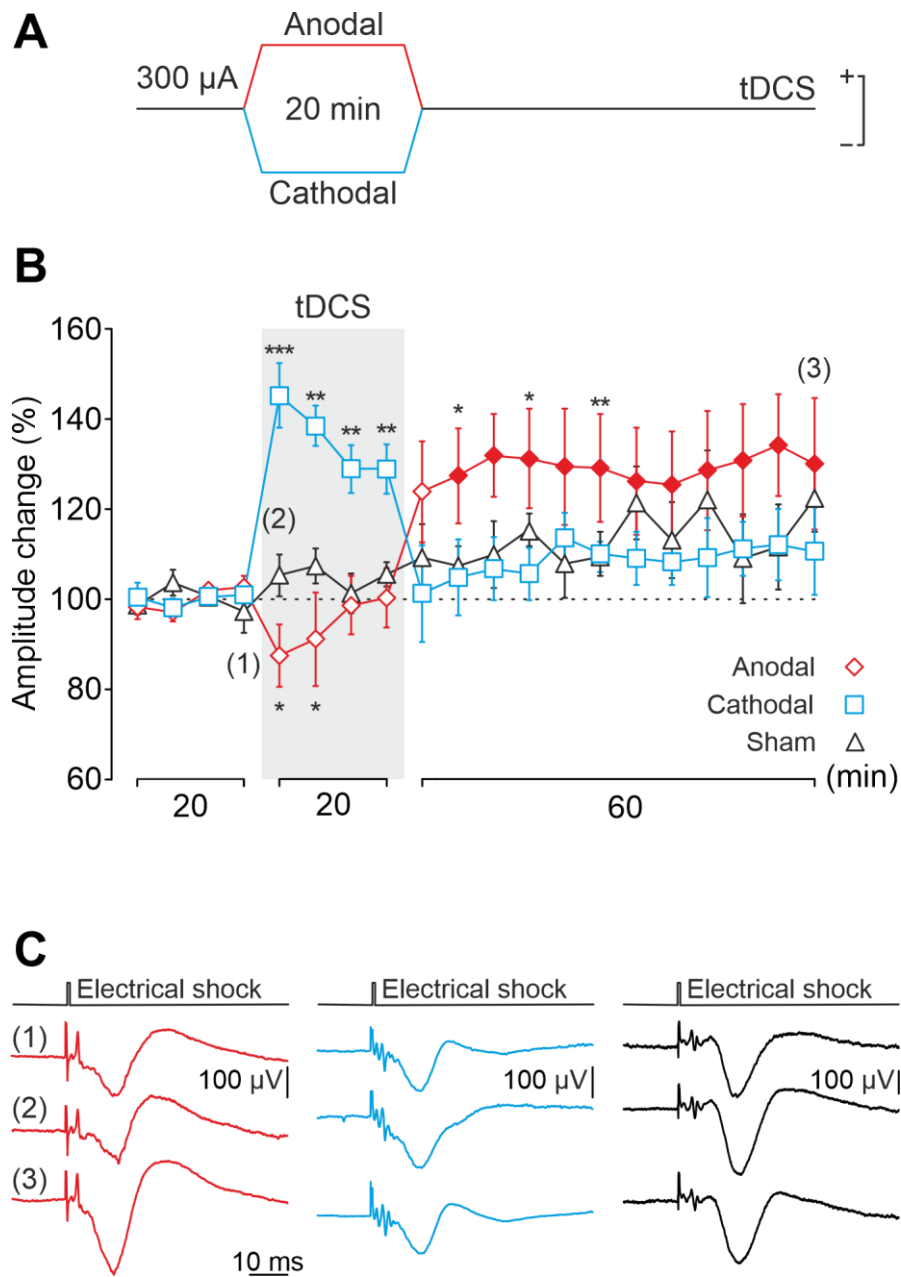 A
Anodal
300 µA
20 min
tDCS
+
−
Cathodal
B
tDCS
Amplitude change (%)
160
140
120
100
80
60
***
**
**
**
*
*
**
(3)
(2)
(1)
*
*
Anodal
Cathodal
Sham
(min)
20
20
60
C
Electrical shock
Electrical shock
Electrical shock
(1)
100 µV
100 µV
100 µV
(2)
(3)
10 ms